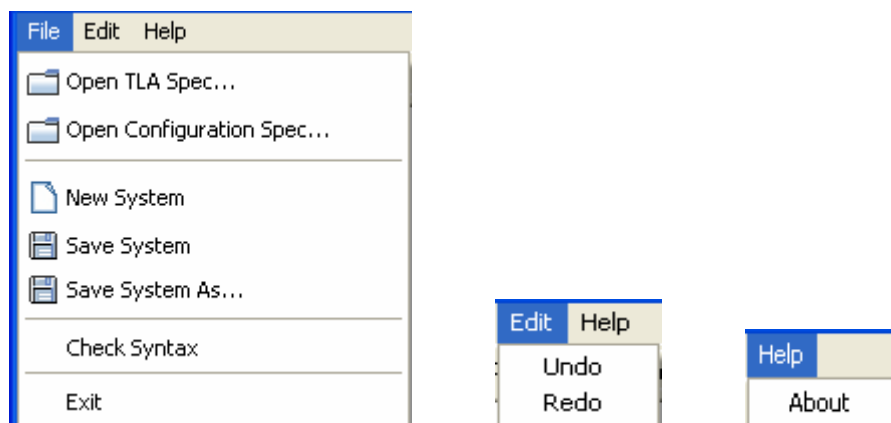 File Edit Help
Open TLA Spec...
Open Configuration Spec...
New System
Save System
Save System As...
Check Syntax
Exit
Edit Help
Undo
Redo
Help
About